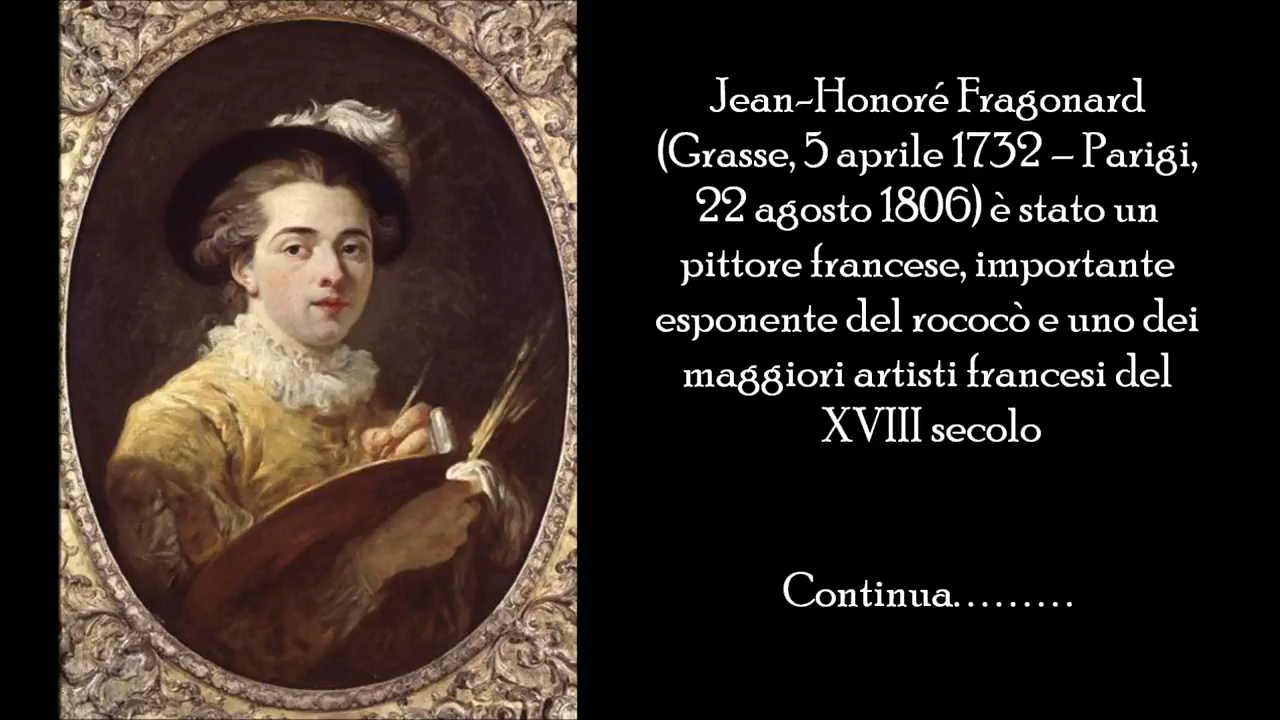 Jean-Honoré Fragonard
(Grasse, 5 aprile 1732 – Parigi,
22 agosto 1806) è stato un
pittore francese, importante
esponente del rococò e uno dei
maggiori artisti francesi del
XVIII secolo
Continua.........